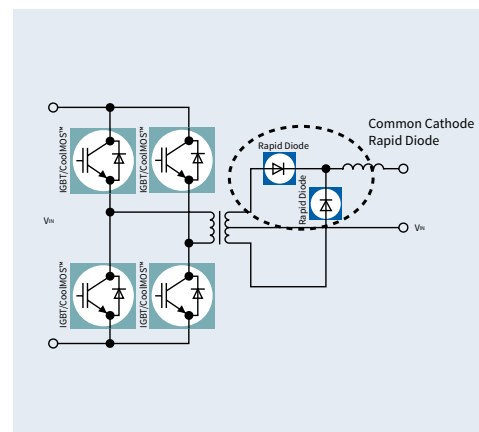 Common Cathode
Rapid Diode
Rapid Diode
Rapid Diode
IGBT/CoolMOS™
IGBT/CoolMOS™
VIN
VIN
IGBT/CoolMOS™
IGBT/CoolMOS™